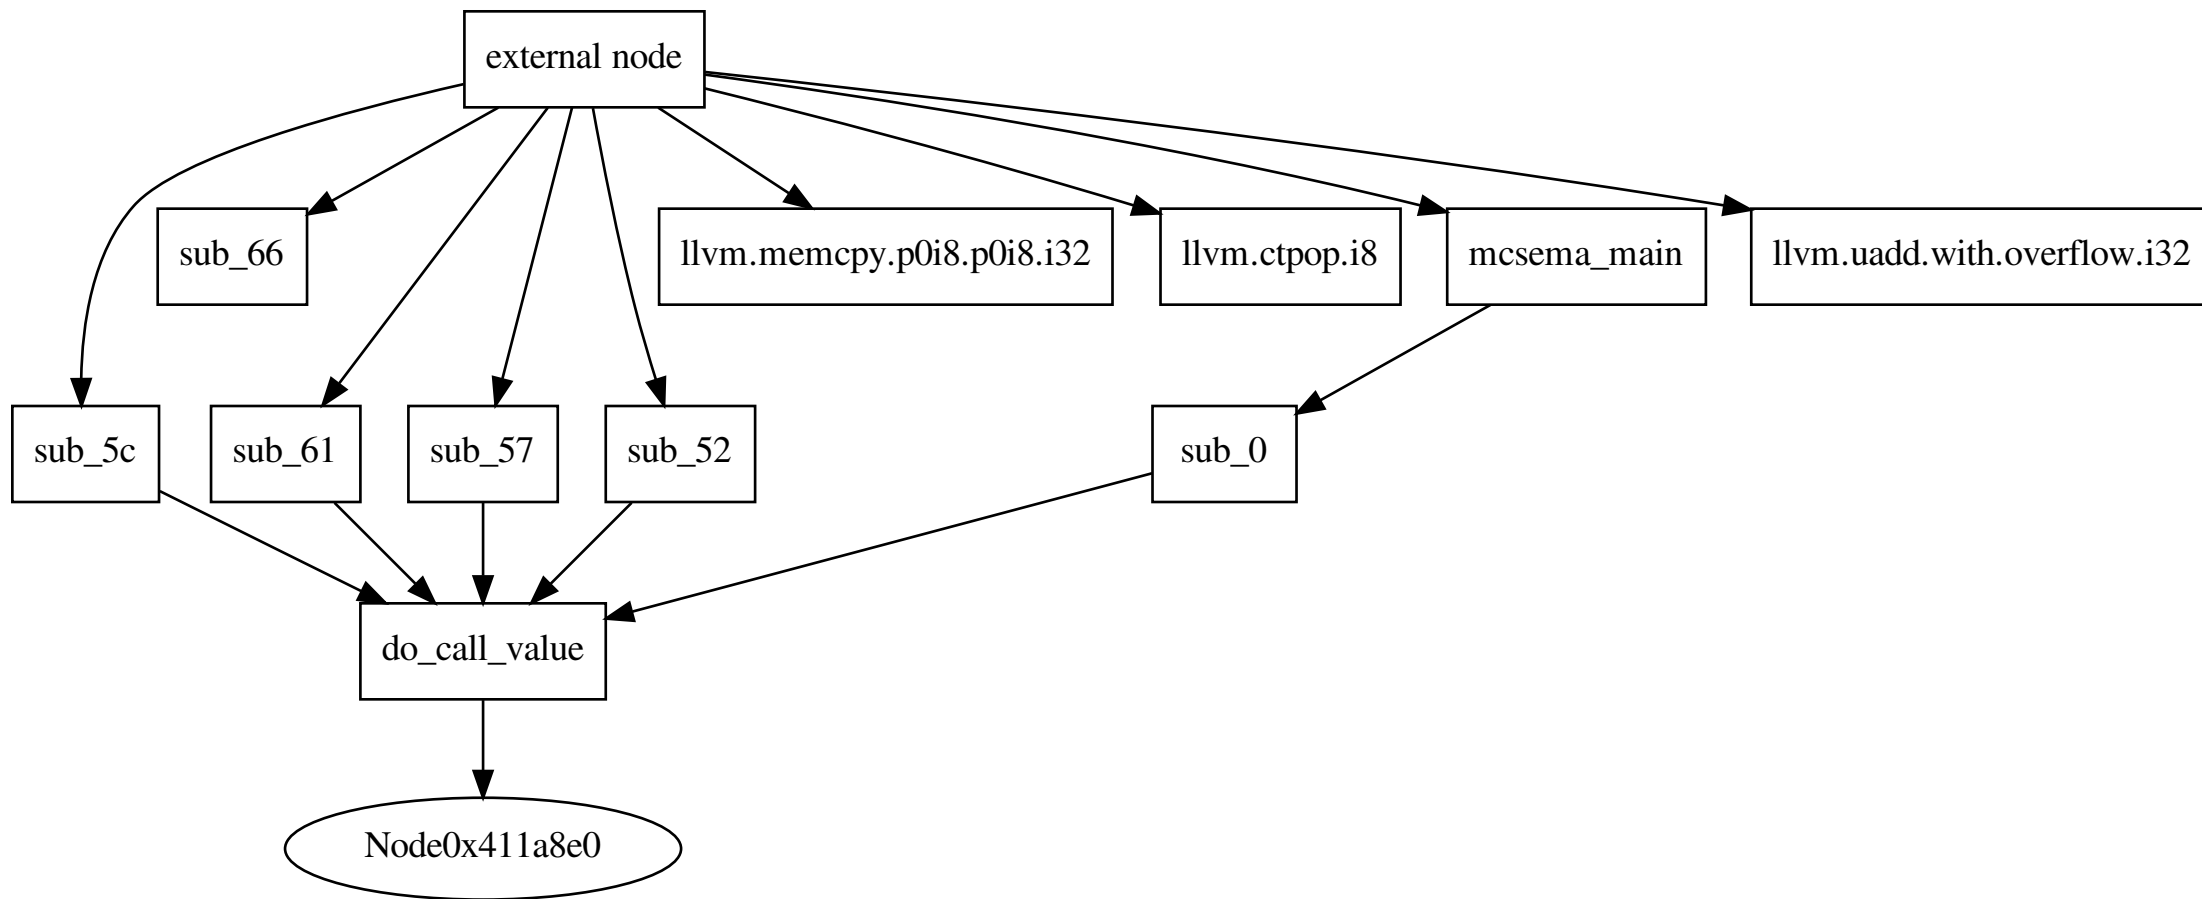 external node
sub_66
llvm.memcpy.p0i8.p0i8.i32
llvm.ctpop.i8
mcsema_main
llvm.uadd.with.overflow.i32
sub_5c
sub_61
sub_57
sub_52
sub_0
do_call_value
Node0x411a8e0